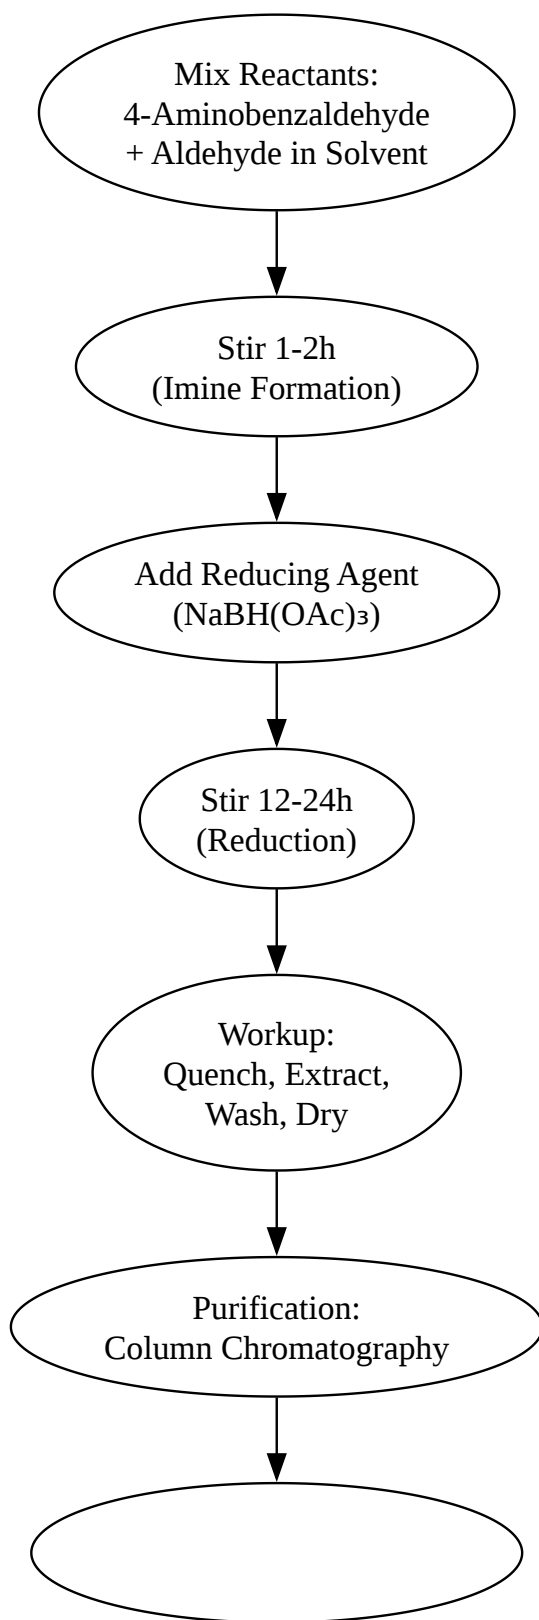 Mix Reactants:
4-Aminobenzaldehyde
+ Aldehyde in Solvent
Stir 1-2h
(Imine Formation)
Add Reducing Agent
(NaBH(OAc)₃)
Stir 12-24h
(Reduction)
Workup:
Quench, Extract,
Wash, Dry
Purification:
Column Chromatography